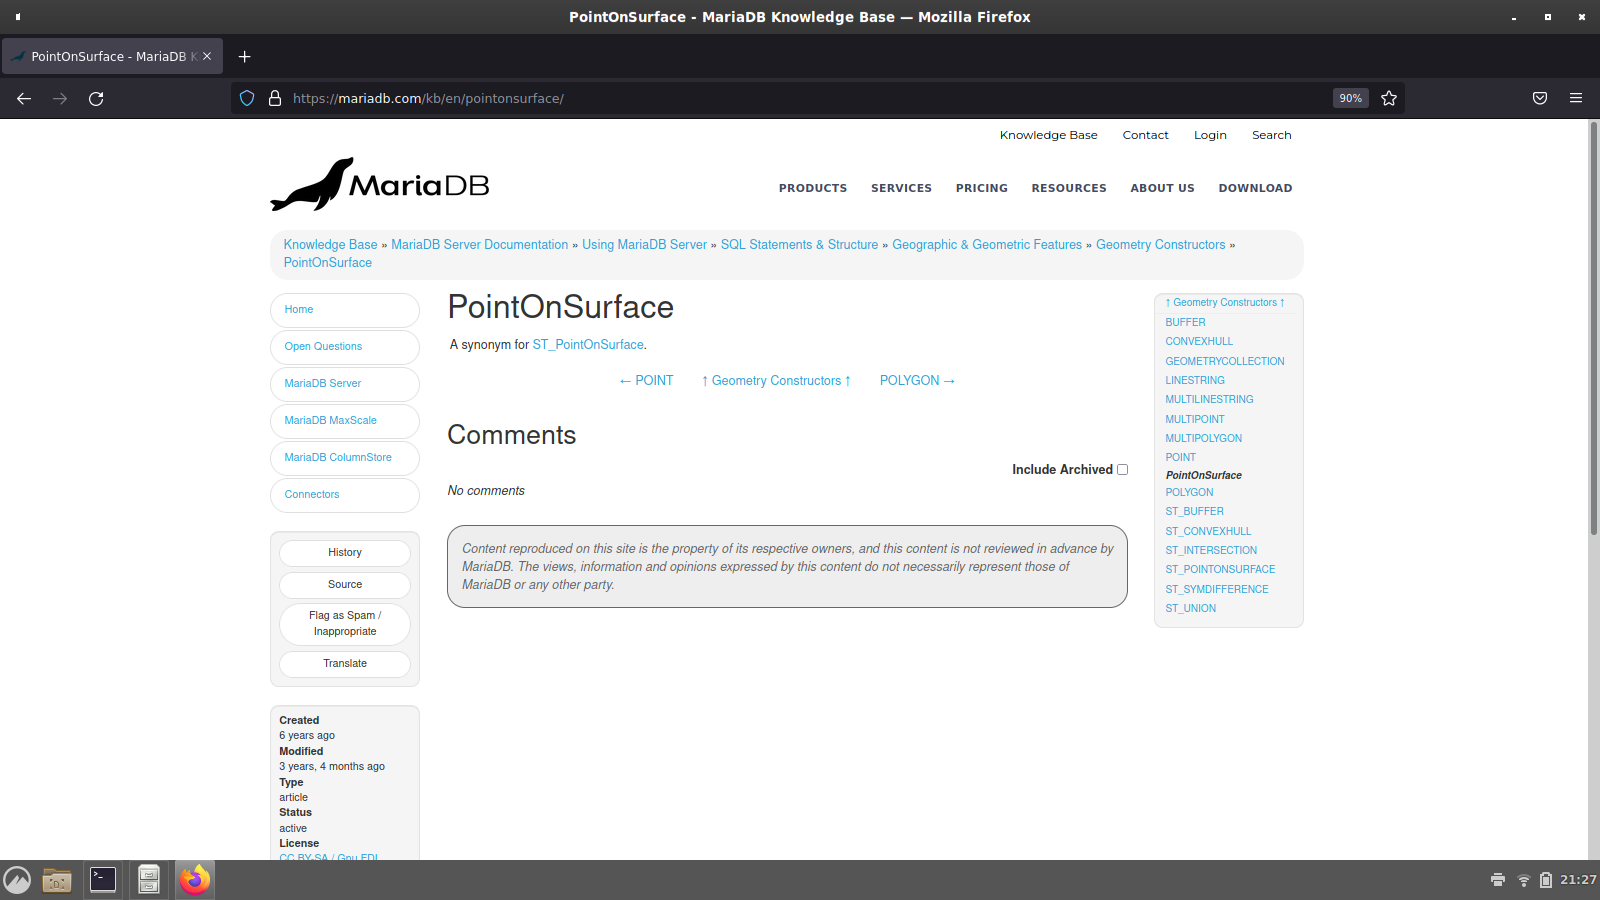 PointOnSurface - MariaDB Knowledge Base — Mozilla Firefox
PointOnSurface - MariaDB K
https://mariadb.com/kb/en/pointonsurface/
90%
Knowledge Base Contact Login Search
MariaDB
PRODUCTS SERVICES PRICING RESOURCES ABOUT US DOWNLOAD
Knowledge Base » MariaDB Server Documentation » Using MariaDB Server » SQL Statements & Structure » Geographic & Geometric Features » Geometry Constructors »
PointOnSurface
Home
Open Questions
MariaDB Server
MariaDB MaxScale
MariaDB ColumnStore
Connectors
History
Source
Flag as Spam /
Inappropriate
Translate
Created
6 years ago
Modified
3 years, 4 months ago
Type
article
Status
active
License
CC BY-SA / Gnu FDL
PointOnSurface
A synonym for ST_PointOnSurface.
← POINT ↑ Geometry Constructors ↑ POLYGON →
Comments
Include Archived
No comments
Content reproduced on this site is the property of its respective owners, and this content is not reviewed in advance by
MariaDB. The views, information and opinions expressed by this content do not necessarily represent those of
MariaDB or any other party.
↑ Geometry Constructors ↑
BUFFER
CONVEXHULL
GEOMETRYCOLLECTION
LINESTRING
MULTILINESTRING
MULTIPOINT
MULTIPOLYGON
POINT
PointOnSurface
POLYGON
ST_BUFFER
ST_CONVEXHULL
ST_INTERSECTION
ST_POINTONSURFACE
ST_SYMDIFFERENCE
ST_UNION
21:27